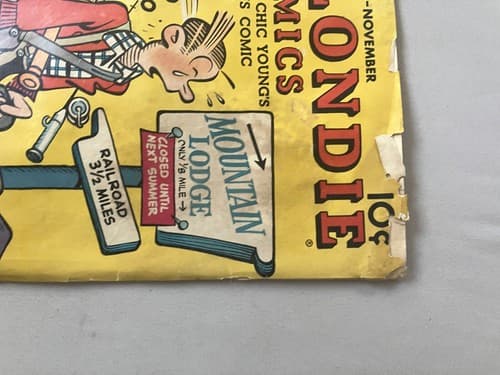 -NOVEMBER
LONDIE
®
10¢
MICS
CHIC YOUNG'S
'S COMIC
MOUNTAIN
LODGE
ONLY 1/8 MILE →
CLOSED UNTIL
NEXT SUMMER
RAILROAD
3½ MILES